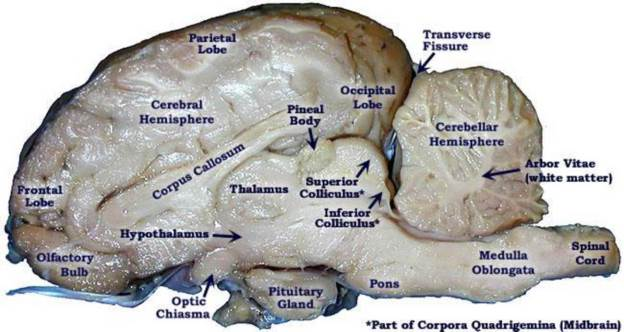 Transverse
Fissure
Parietal
Lobe
Occipital
Lobe
Cerebral
Hemisphere
Pineal
Body
Cerebellar
Hemisphere
Corpus Callosum
Arbor Vitae
(white matter)
Thalamus
Superior
Colliculus*
Frontal
Lobe
Inferior
Colliculus*
Hypothalamus
Olfactory
Bulb
Medulla
Oblongata
Spinal
Cord
Pons
Optic
Chiasma
Pituitary
Gland
*Part of Corpora Quadrigemina (Midbrain)